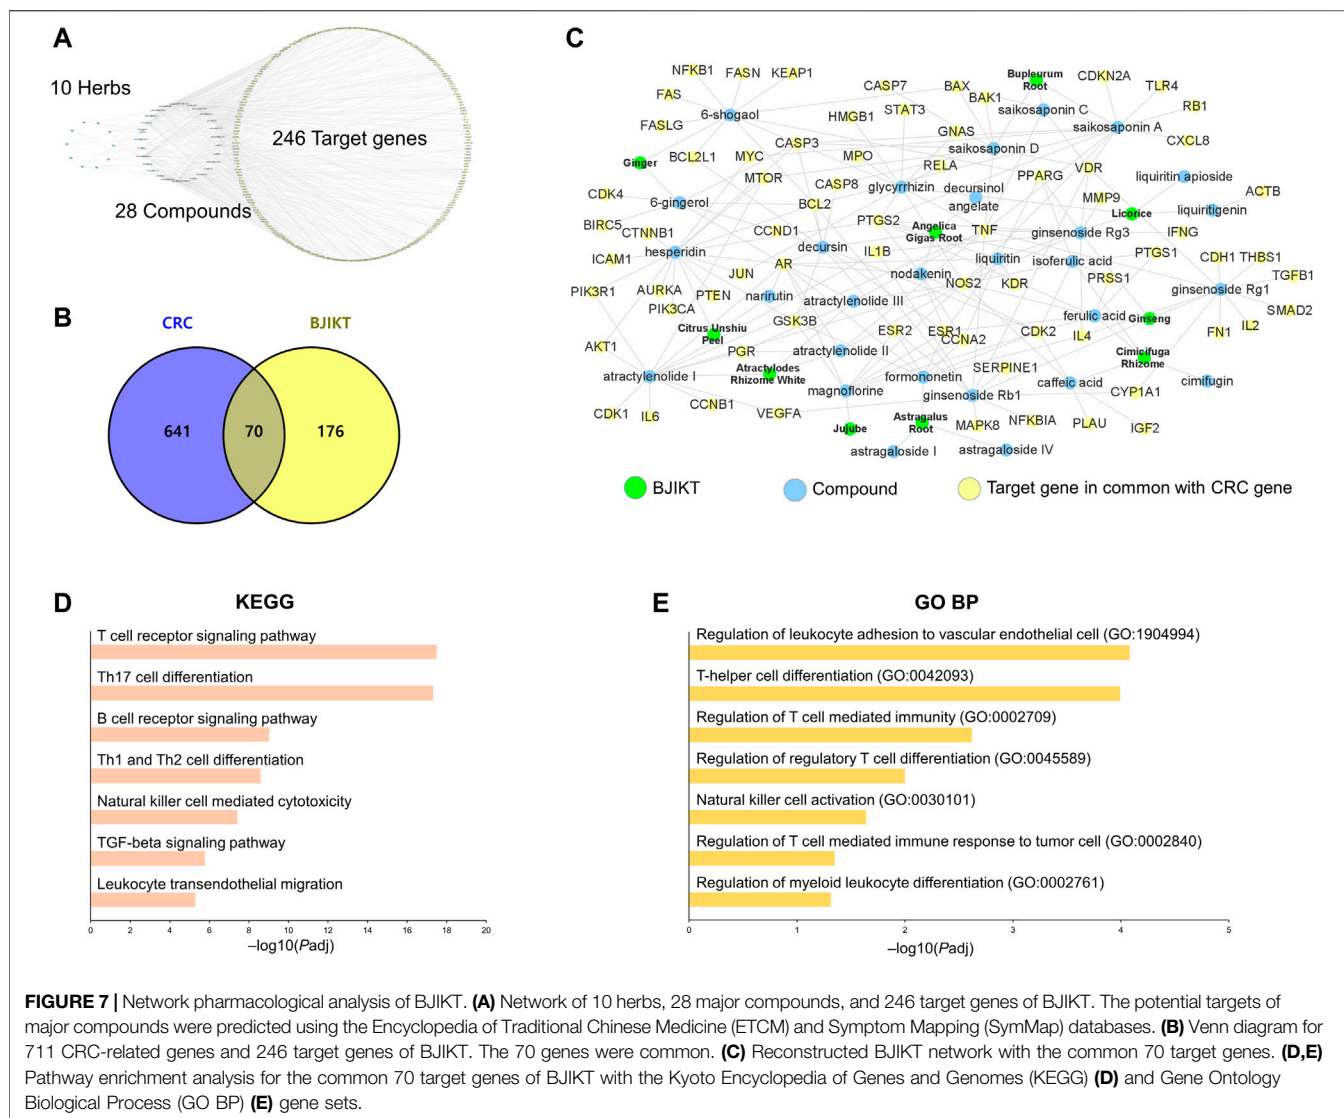 A
10 Herbs
246 Target genes
28 Compounds
B
CRC
BJIKT
641
70
176
C
NFKB1
FASN
KEAP1
FAS
6-shogaol
FASLG
Ginger
BCL2L1
MYC
CASP3
MTOR
CASP7
BAX
BAK1
Bupleurum
Root
CDKN2A
TLR4
HMGB1
STAT3
saikosaponin C
RB1
GNAS
saikosaponin A
CXCL8
saikosaponin D
MPO
RELA
VDR
PPARG
liquiritin apioside
CDK4
6-gingerol
CASP8
glycyrrhizin
decursinol
angelate
MMP9
ACTB
BCL2
Licorice
liquiritigenin
BIRC5
CTNNB1
CCND1
PTGS2
Angelica
Gigas Root
TNF
ginsenoside Rg3
IFNG
hesperidin
decursin
IL1B
ICAM1
AR
liquiritin
isoferulic acid
PTGS1
CDH1
THBS1
JUN
nodakenin
NOS2
KDR
PRSS1
TGFB1
PIK3R1
AURKA
PTEN
narirutin
atractylenolide III
ginsenoside Rg1
PIK3CA
SMAD2
Citrus Unshiu
Peel
GSK3B
ESR2
ESR1
CCNA2
CDK2
ferulic acid
Ginseng
IL4
FN1
IL2
AKT1
PGR
atractylenolide II
Cimicifuga
Rhizome
atractylenolide I
Atractylodes
Rhizome White
magnoflorine
formononetin
SERPINE1
ginsenoside Rb1
caffeic acid
cimifugin
CYP1A1
CDK1
IL6
CCNB1
VEGFA
Jujube
Astragalus
Root
MAPK8
NFKBIA
PLAU
IGF2
astragaloside I
astragaloside IV
BJIKT
Compound
Target gene in common with CRC gene
D
KEGG
T cell receptor signaling pathway
Th17 cell differentiation
B cell receptor signaling pathway
Th1 and Th2 cell differentiation
Natural killer cell mediated cytotoxicity
TGF-beta signaling pathway
Leukocyte transendothelial migration
0 2 4 6 8 10 12 14 16 18 20
–log10(Padj)
E
GO BP
Regulation of leukocyte adhesion to vascular endothelial cell (GO:1904994)
T-helper cell differentiation (GO:0042093)
Regulation of T cell mediated immunity (GO:0002709)
Regulation of regulatory T cell differentiation (GO:0045589)
Natural killer cell activation (GO:0030101)
Regulation of T cell mediated immune response to tumor cell (GO:0002840)
Regulation of myeloid leukocyte differentiation (GO:0002761)
0 1 2 3 4 5
–log10(Padj)
FIGURE 7 | Network pharmacological analysis of BJIKT. (A) Network of 10 herbs, 28 major compounds, and 246 target genes of BJIKT. The potential targets of
major compounds were predicted using the Encyclopedia of Traditional Chinese Medicine (ETCM) and Symptom Mapping (SymMap) databases. (B) Venn diagram for
711 CRC-related genes and 246 target genes of BJIKT. The 70 genes were common. (C) Reconstructed BJIKT network with the common 70 target genes. (D,E)
Pathway enrichment analysis for the common 70 target genes of BJIKT with the Kyoto Encyclopedia of Genes and Genomes (KEGG) (D) and Gene Ontology
Biological Process (GO BP) (E) gene sets.